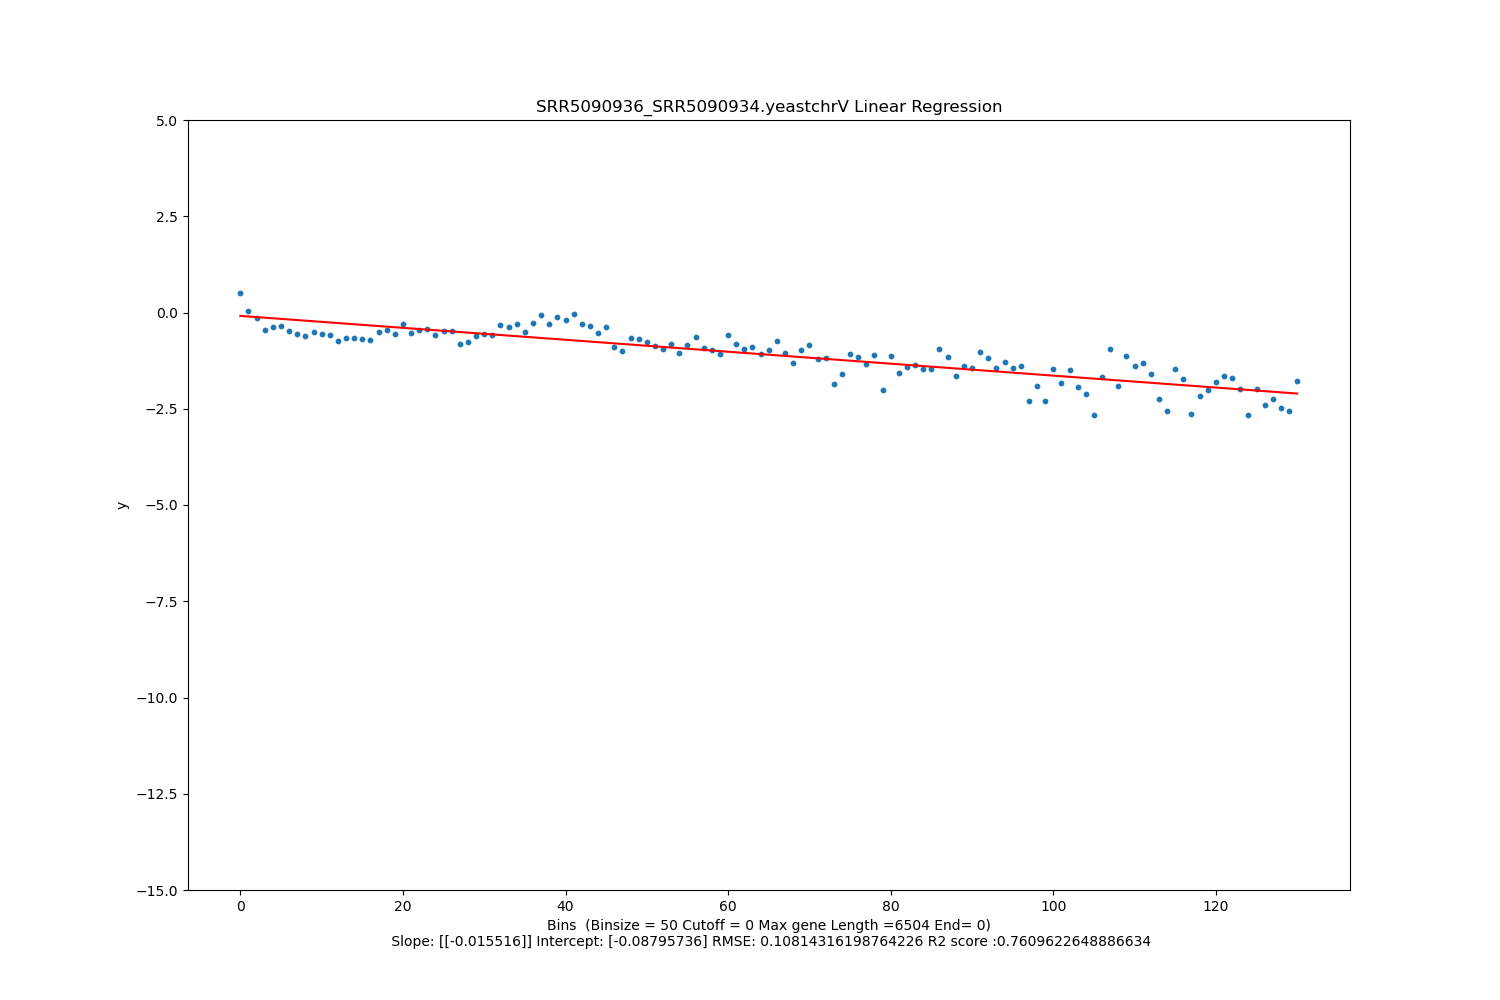 SRR5090936_SRR5090934.yeastchrV Linear Regression
5.0
2.5
0.0
−2.5
−5.0
−7.5
−10.0
−12.5
−15.0
y
0 20 40 60 80 100 120
Bins  (Binsize = 50 Cutoff = 0 Max gene Length =6504 End= 0)
Slope: [[-0.015516]] Intercept: [-0.08795736] RMSE: 0.10814316198764226 R2 score :0.7609622648886634